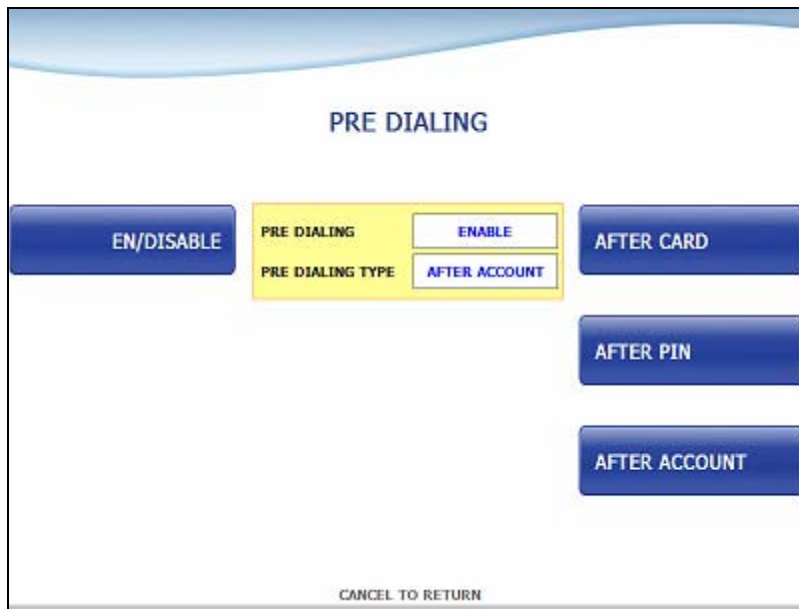 PRE DIALING
EN/DISABLE
PRE DIALING ENABLE
PRE DIALING TYPE AFTER ACCOUNT
AFTER CARD
AFTER PIN
AFTER ACCOUNT
CANCEL TO RETURN